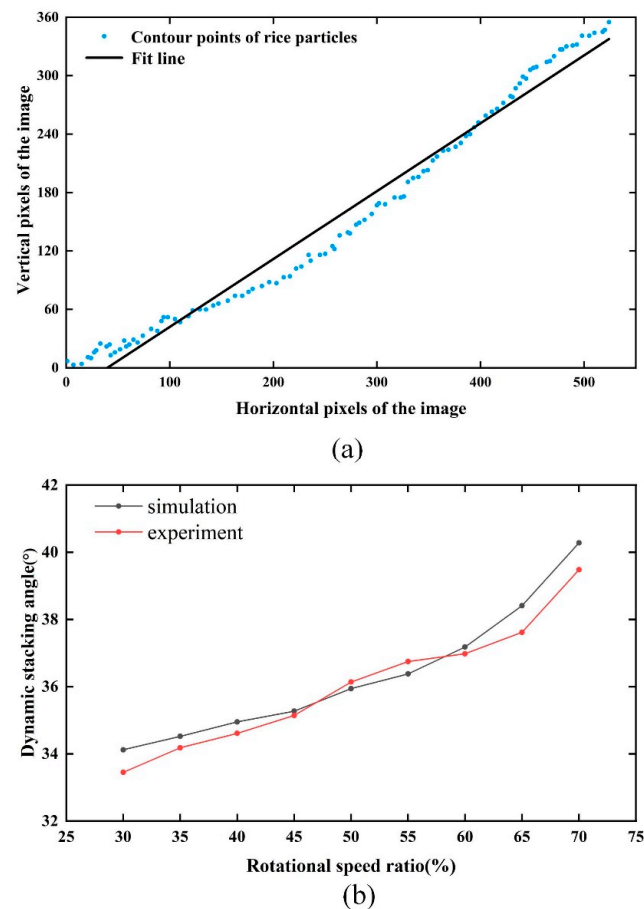 360
300
240
180
120
60
0
Vertical pixels of the image
Contour points of rice particles
Fit line
0 100 200 300 400 500
Horizontal pixels of the image
(a)
42
40
38
36
34
32
Dynamic stacking angle(°)
simulation
experiment
25 30 35 40 45 50 55 60 65 70 75
Rotational speed ratio(%)
(b)